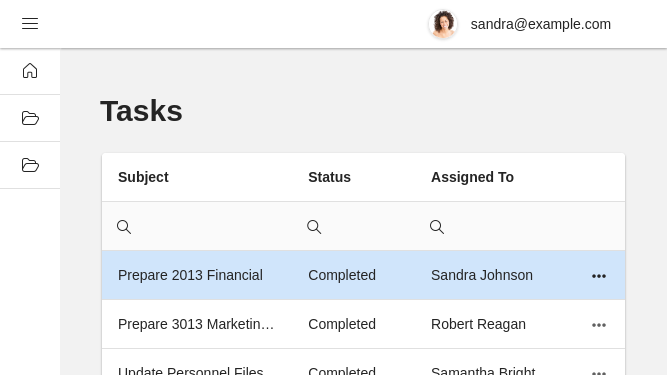 sandra@example.com
Tasks
Subject Status Assigned To
Prepare 2013 Financial Completed Sandra Johnson
Prepare 3013 Marketin… Completed Robert Reagan
Update Personnel Files Completed Samantha Bright